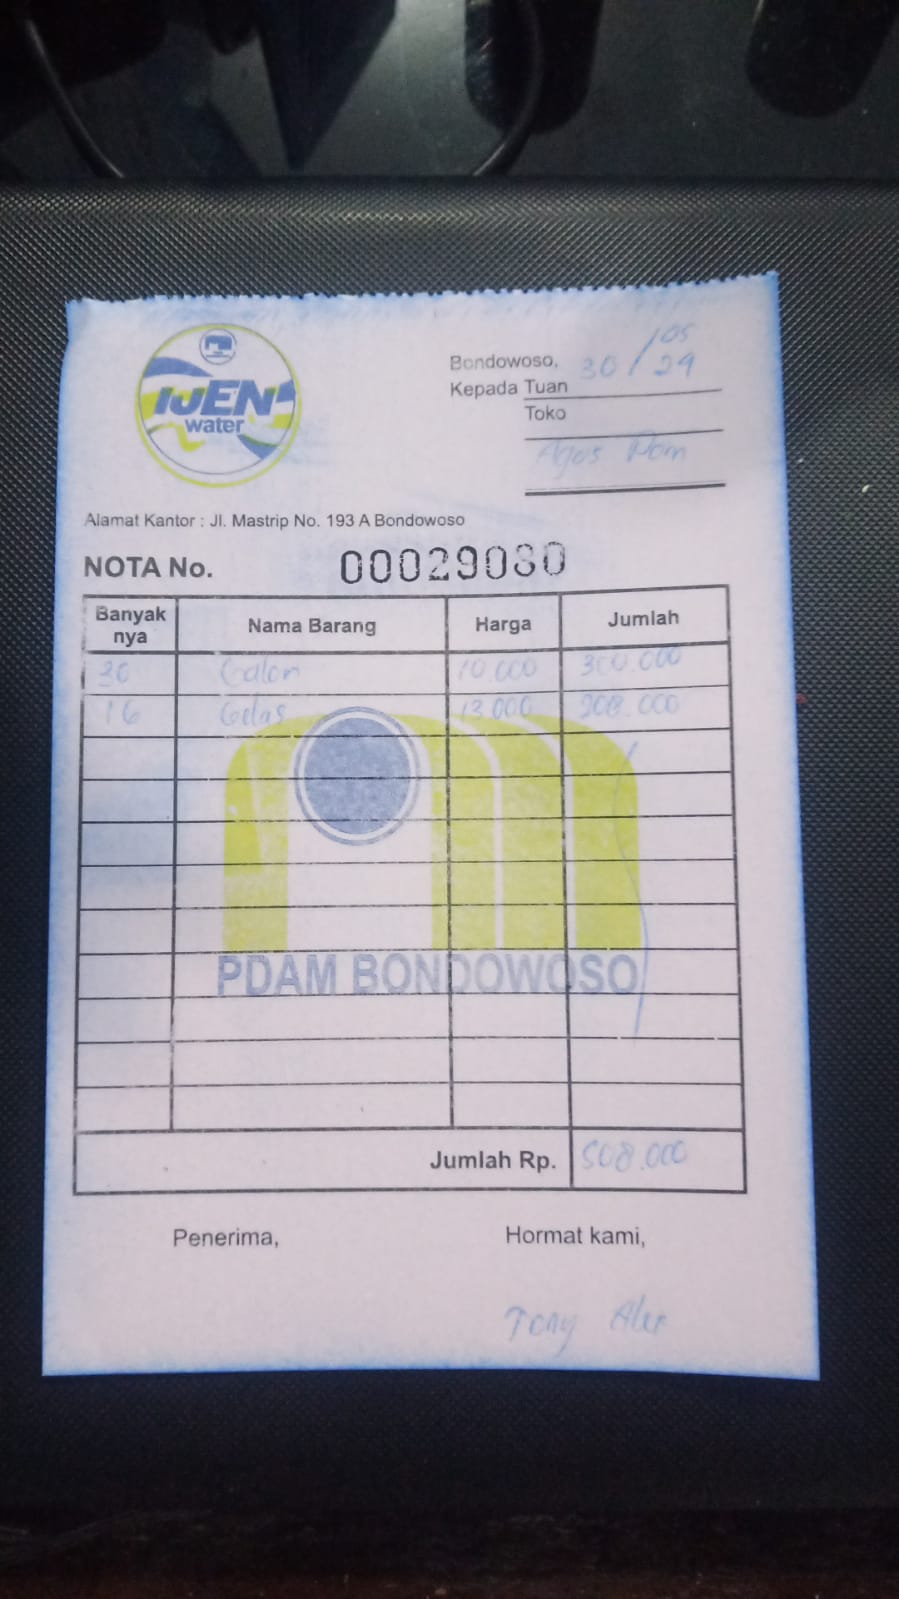 IJEN
water
Bondowoso, 30/05 24
Kepada Tuan
Toko
Agus Pam
Alamat Kantor : Jl. Mastrip No. 193 A Bondowoso
NOTA No. 00029080
Banyak nya Nama Barang Harga Jumlah
30 Galon 10.000 300.000
16 Gelas 13.000 208.000
PDAM BONDOWOSO
Jumlah Rp. 508.000
Penerima, Hormat kami,
Tony